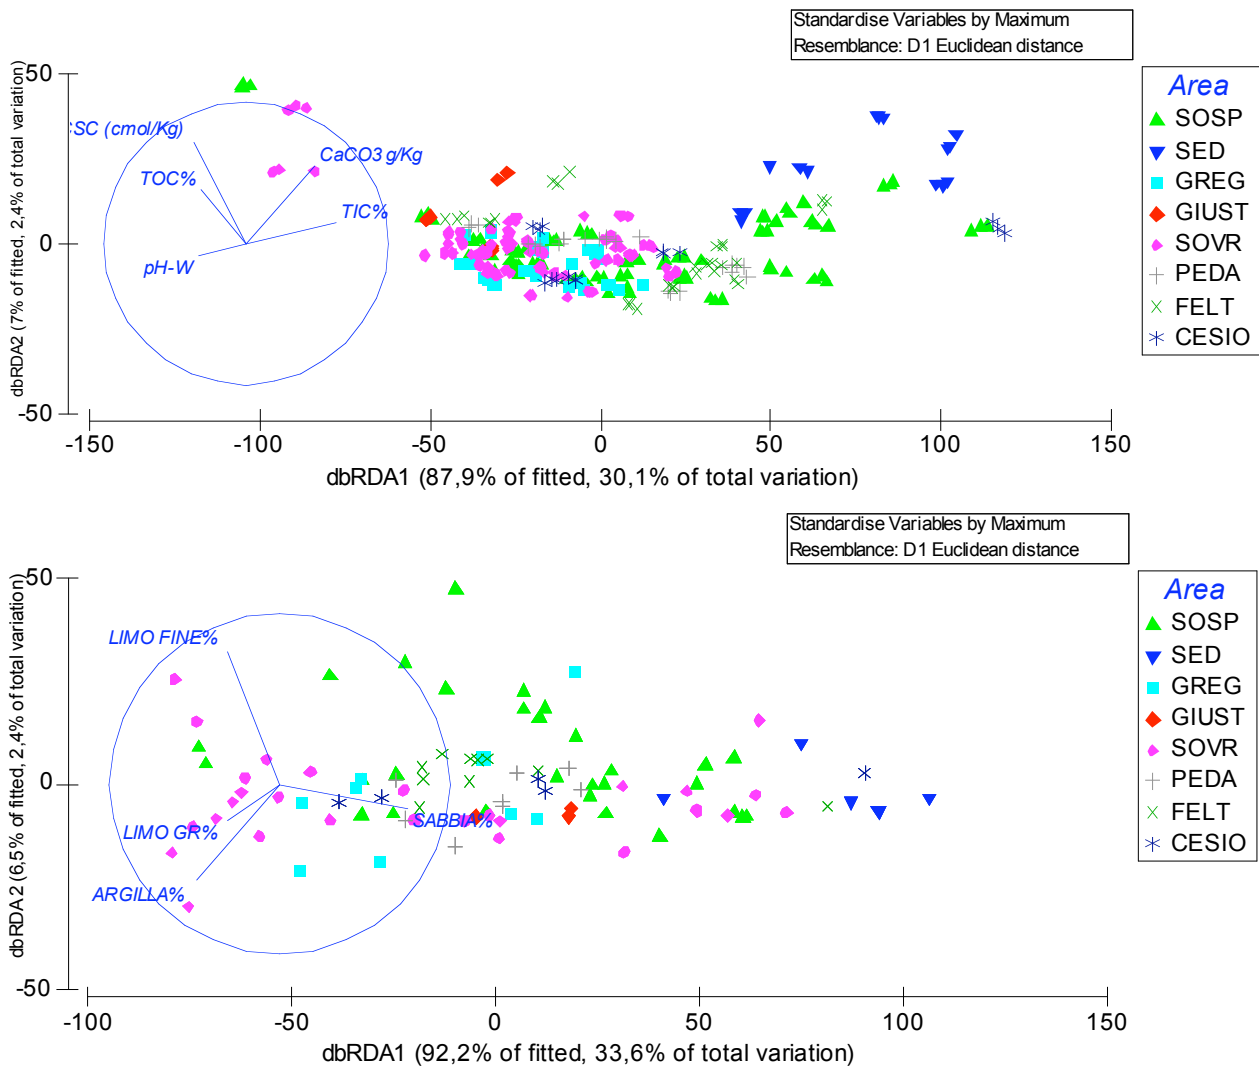 Standardise Variables by Maximum
Resemblance: D1 Euclidean distance
Area
SOSP
SED
GREG
GIUST
SOVR
PEDA
FELT
CESIO
dbRDA2 (7% of fitted, 2,4% of total variation)
50
0
-50
CSC (cmol/Kg)
CaCO3 g/Kg
TOC%
TIC%
pH-W
-150 -100 -50 0 50 100 150
dbRDA1 (87,9% of fitted, 30,1% of total variation)
Standardise Variables by Maximum
Resemblance: D1 Euclidean distance
Area
SOSP
SED
GREG
GIUST
SOVR
PEDA
FELT
CESIO
dbRDA2 (6,5% of fitted, 2,4% of total variation)
50
0
-50
LIMO FINE%
SABBIA%
LIMO GR%
ARGILLA%
-100 -50 0 50 100 150
dbRDA1 (92,2% of fitted, 33,6% of total variation)